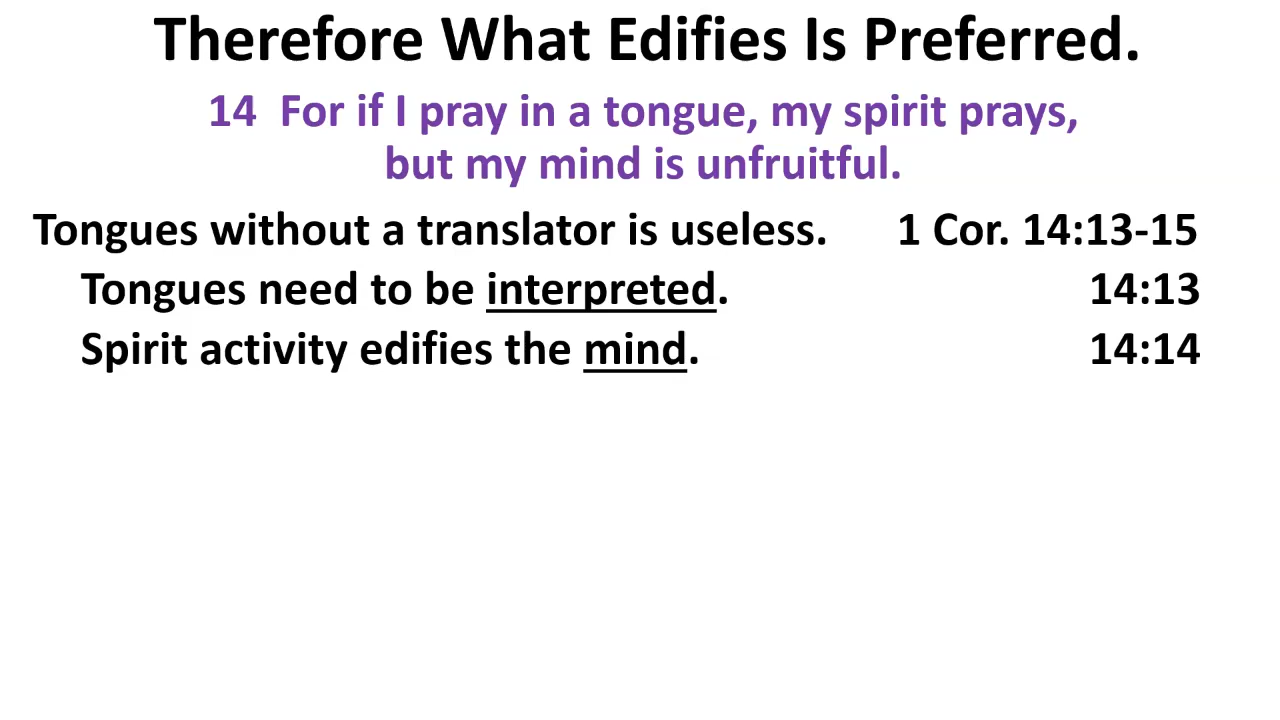 Therefore What Edifies Is Preferred.
14  For if I pray in a tongue, my spirit prays,
but my mind is unfruitful.
Tongues without a translator is useless. 1 Cor. 14:13-15
Tongues need to be interpreted. 14:13
Spirit activity edifies the mind. 14:14